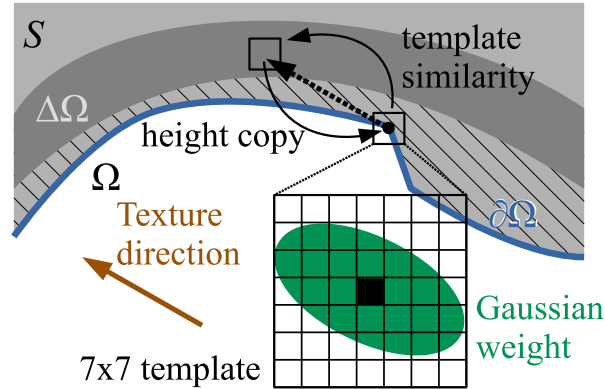 S
template
similarity
ΔΩ
height copy
Ω
∂Ω
Texture
direction
Gaussian
weight
7x7 template